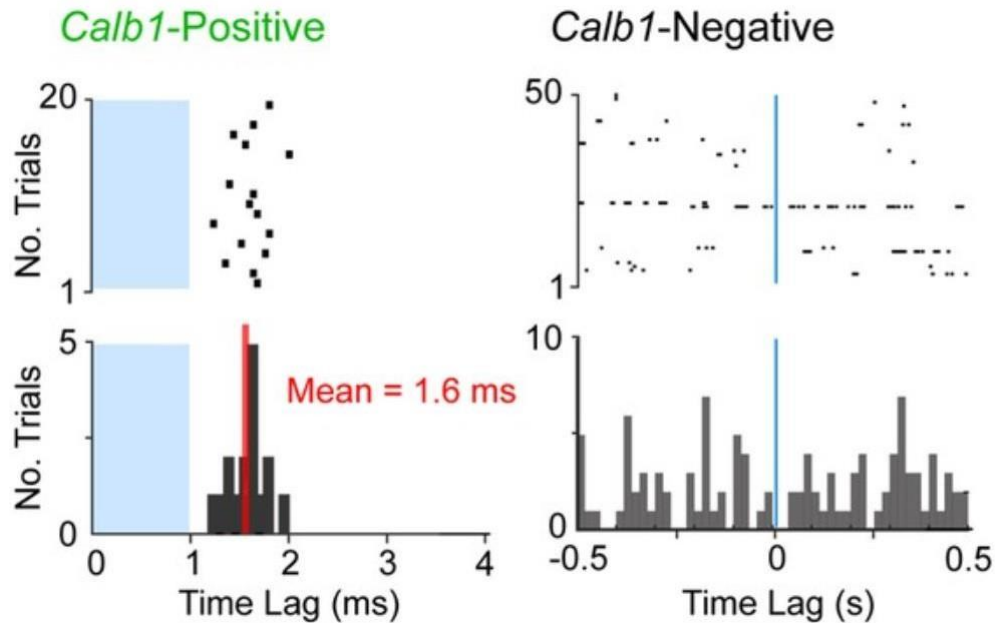 Calb1-Positive
20
No. Trials
1
5
No. Trials
0
Mean = 1.6 ms
0 1 2 3 4
Time Lag (ms)
Calb1-Negative
50
1
10
0
-0.5 0 0.5
Time Lag (s)